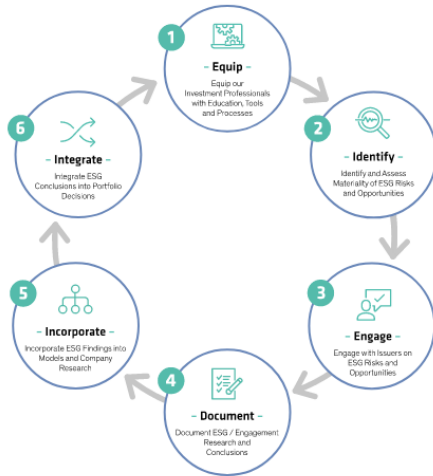 1
- Equip -
Equip our
Investment Professionals
with Education, Tools
and Processes
2
- Identify -
Identify and Assess
Materiality of ESG Risks
and Opportunities
3
- Engage -
Engage with Issuers on
ESG Risks and
Opportunities
4
- Document -
Document ESG / Engagement
Research and
Conclusions
5
- Incorporate -
Incorporate ESG Findings into
Models and Company
Research
6
- Integrate -
Integrate ESG
Conclusions into Portfolio
Decisions